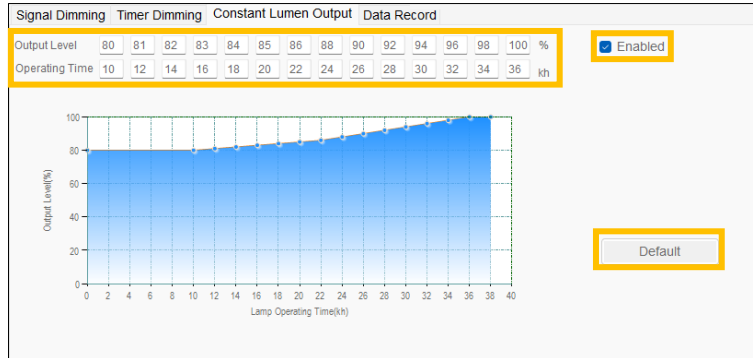 Signal Dimming Timer Dimming Constant Lumen Output Data Record
Output Level 80 81 82 83 84 85 86 88 90 92 94 96 98 100 %
Enabled
Operating Time 10 12 14 16 18 20 22 24 26 28 30 32 34 36 kh
100
80
60
40
20
0
Output Level(%)
0 2 4 6 8 10 12 14 16 18 20 22 24 26 28 30 32 34 36 38 40
Lamp Operating Time(kh)
Default